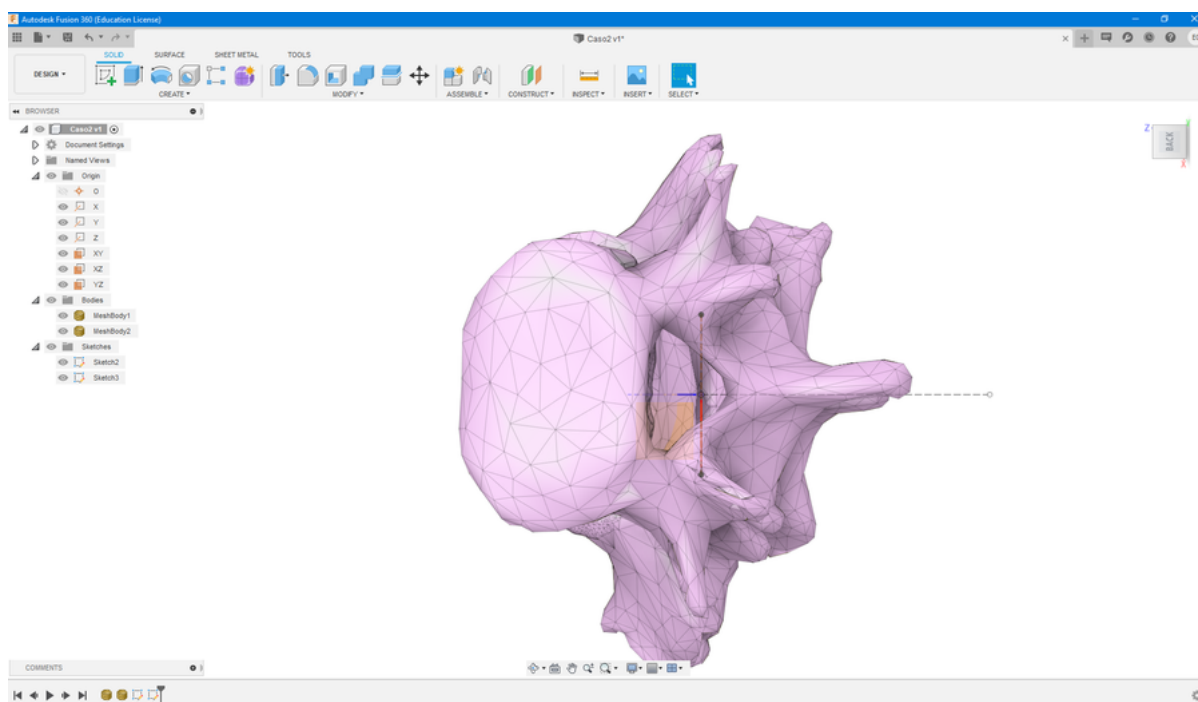 Autodesk Fusion 360 (Education License)
Caso2 v1*
SOLID SURFACE SHEET METAL TOOLS
DESIGN
CREATE MODIFY ASSEMBLE CONSTRUCT INSPECT INSERT SELECT
BROWSER
Caso2 v1
Document Settings
Named Views
Origin
O
X
Y
Z
XY
XZ
YZ
Bodies
MeshBody1
MeshBody2
Sketches
Sketch2
Sketch3
Z
BACK
X
COMMENTS